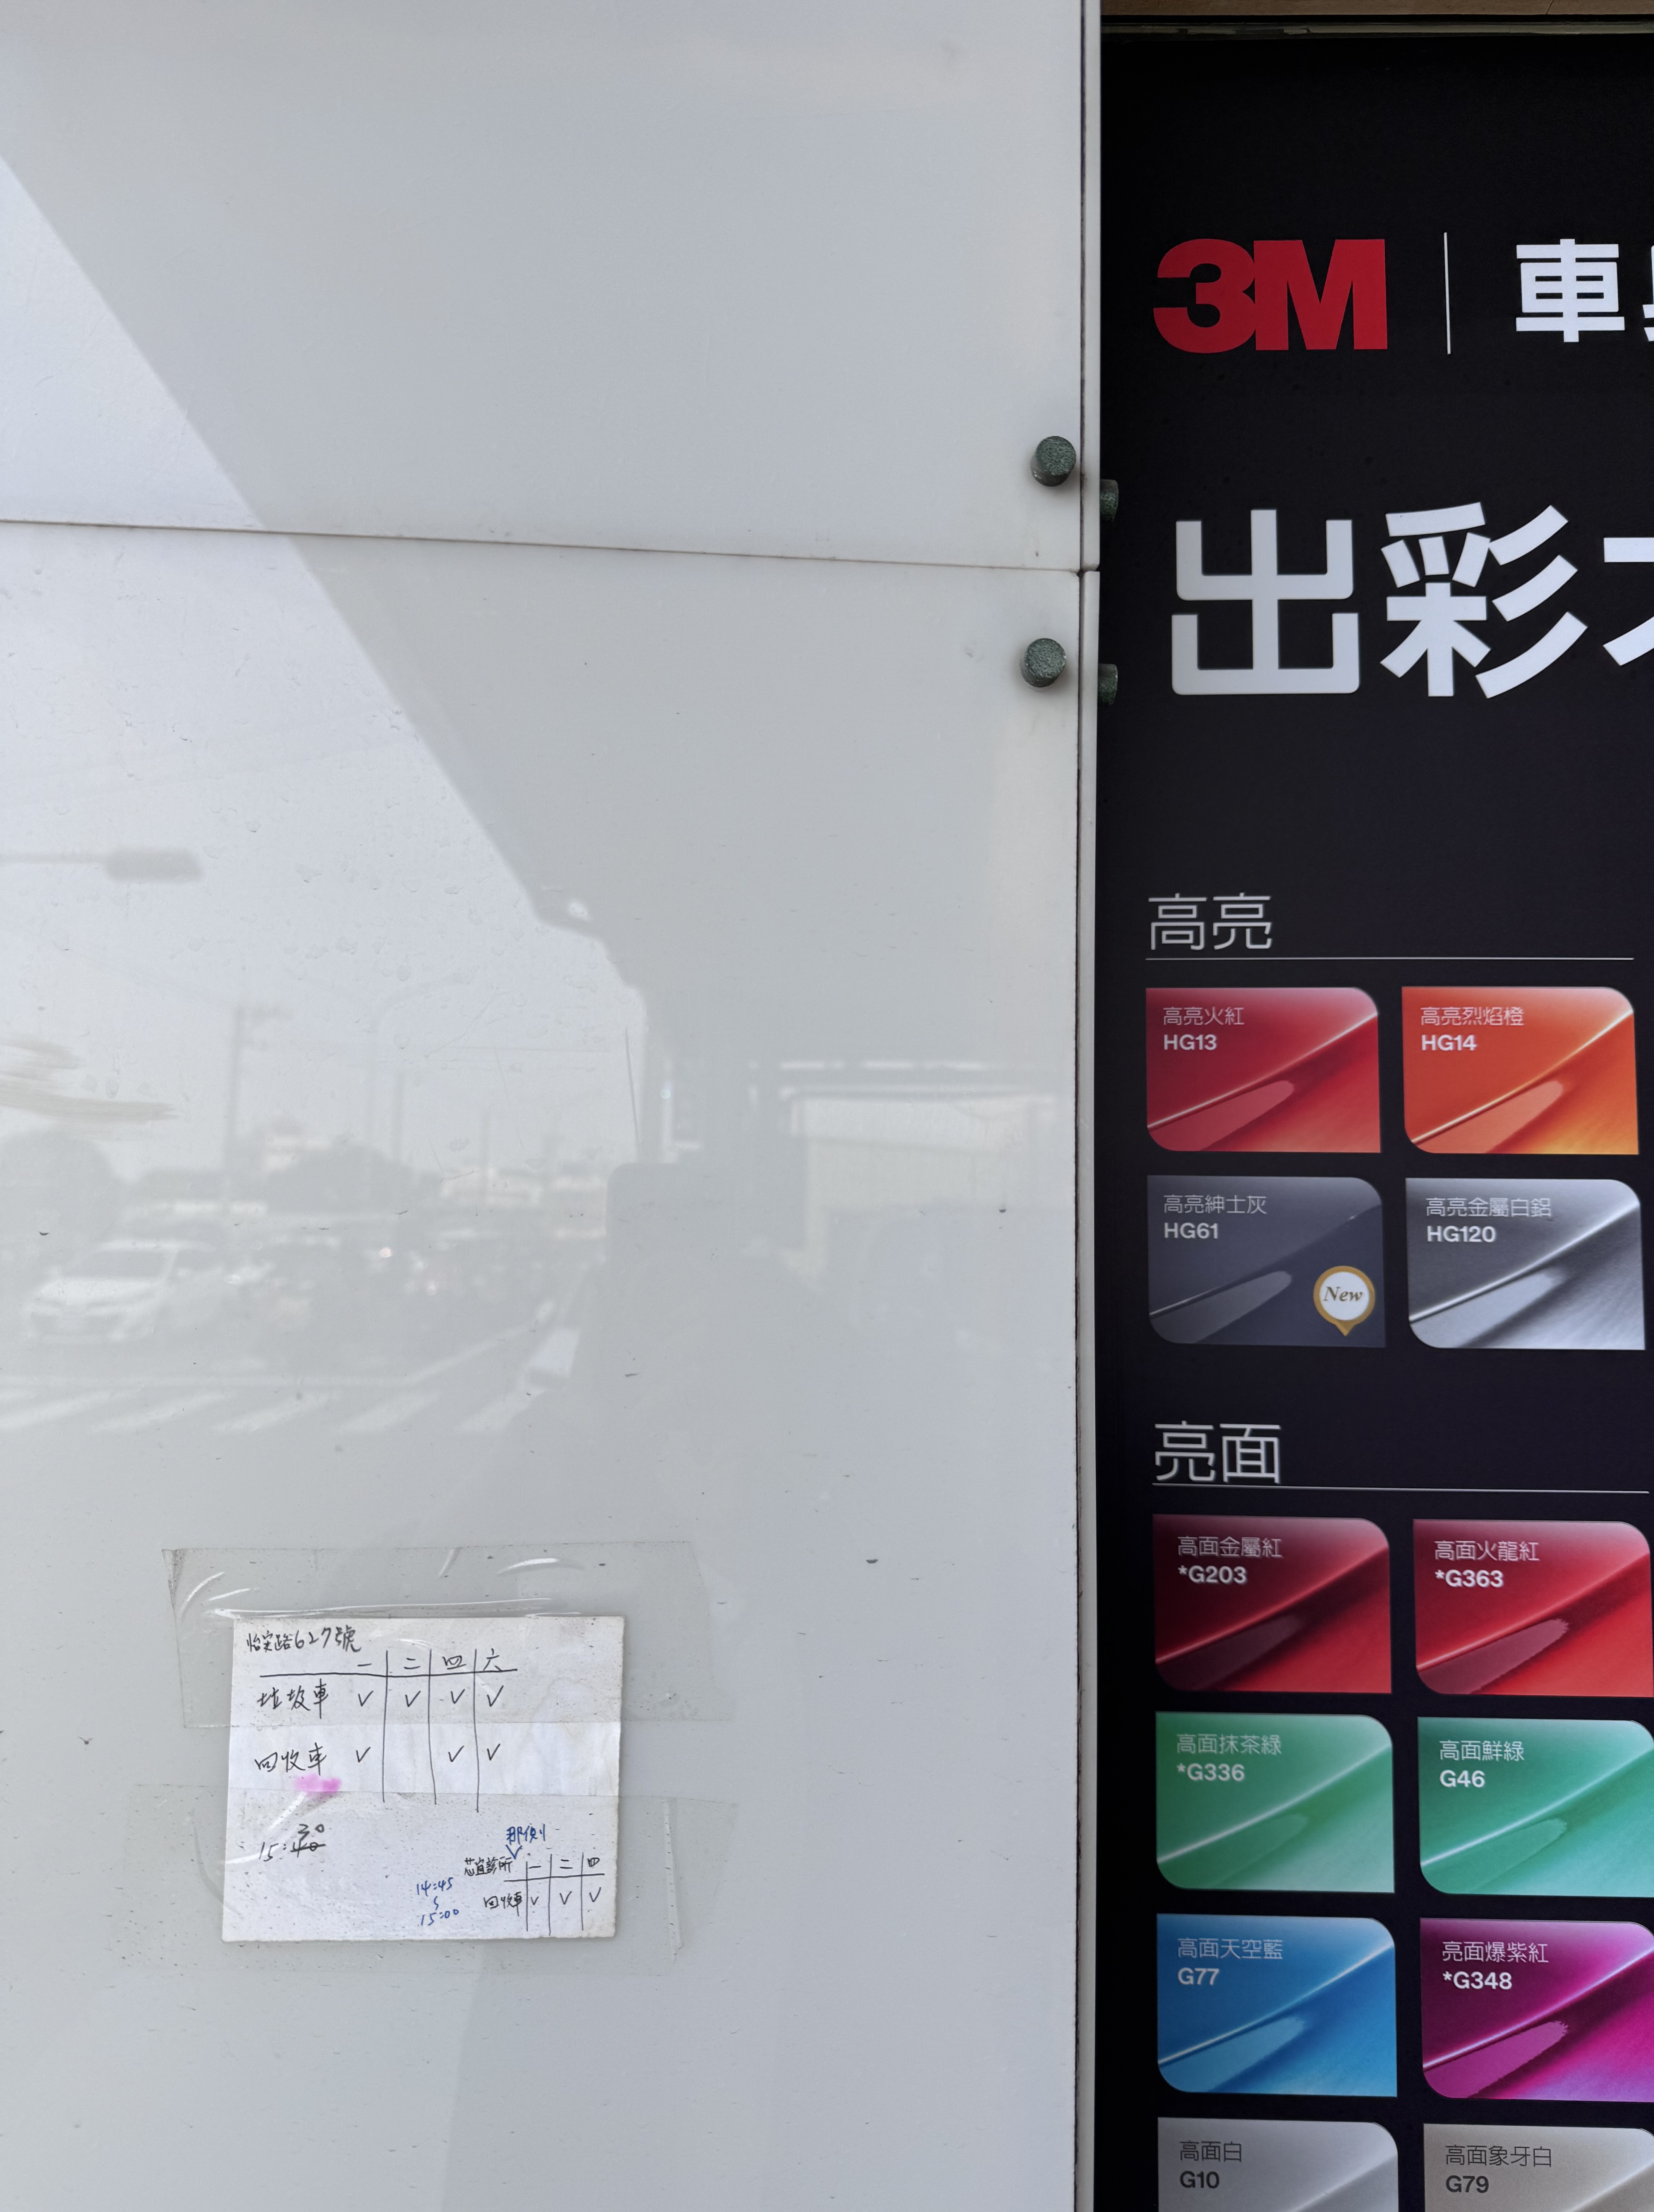 3M 車
出彩
高亮
高亮火紅
HG13
高亮烈焰橙
HG14
高亮紳士灰
HG61
New
高亮金屬白鋁
HG120
亮面
高面金屬紅
*G203
高面火龍紅
*G363
高面抹茶綠
*G336
高面鮮綠
G46
高面天空藍
G77
亮面爆紫紅
*G348
高面白
G10
高面象牙白
G79
怡安路627號
一 二 四 六
垃圾車 ✓ ✓ ✓ ✓
回收車 ✓ ✓ ✓
15:30
那側
診所 一 二 四
回收車 ✓ ✓ ✓
14:45
15:00